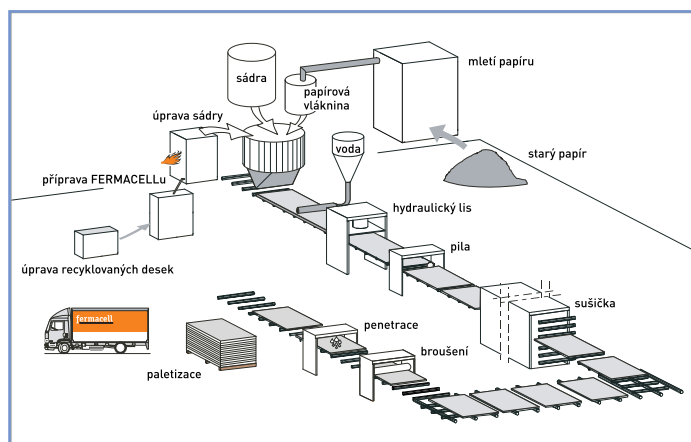 sádra
papírová
vláknina
mletí papíru
úprava sádry
voda
starý papír
příprava FERMACELLu
hydraulický lis
pila
úprava recyklovaných desek
sušička
fermacell
penetrace
broušení
paletizace